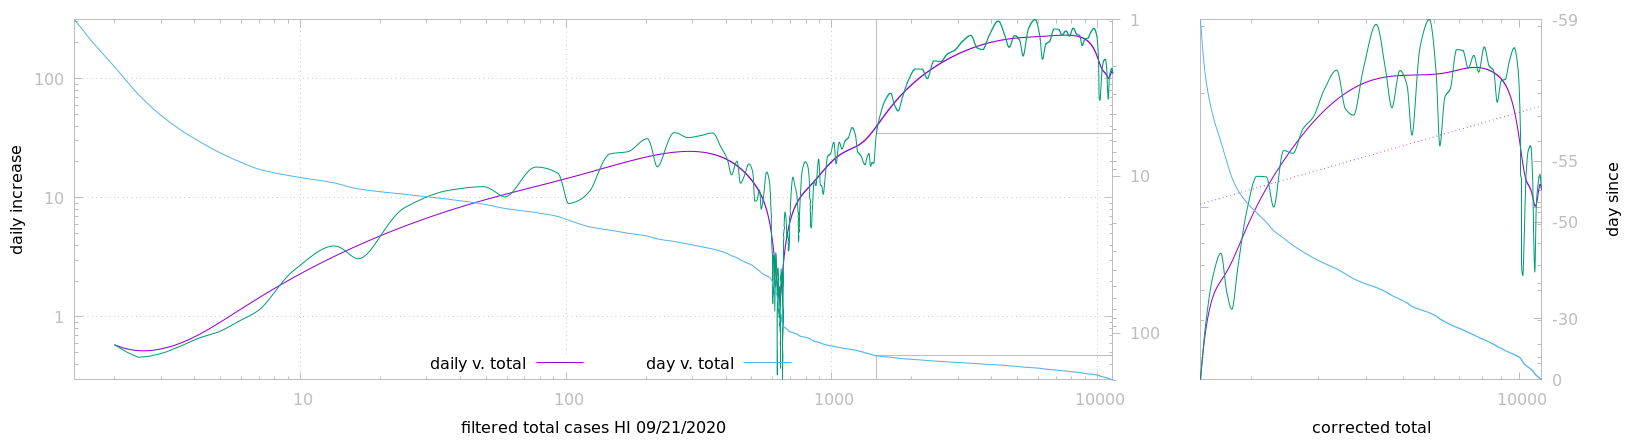 100
10
1
daily increase
1
10
100
daily v. total
day v. total
10
100
1000
10000
filtered total cases HI 09/21/2020
-59
-55
-50
-30
0
day since
10000
corrected total